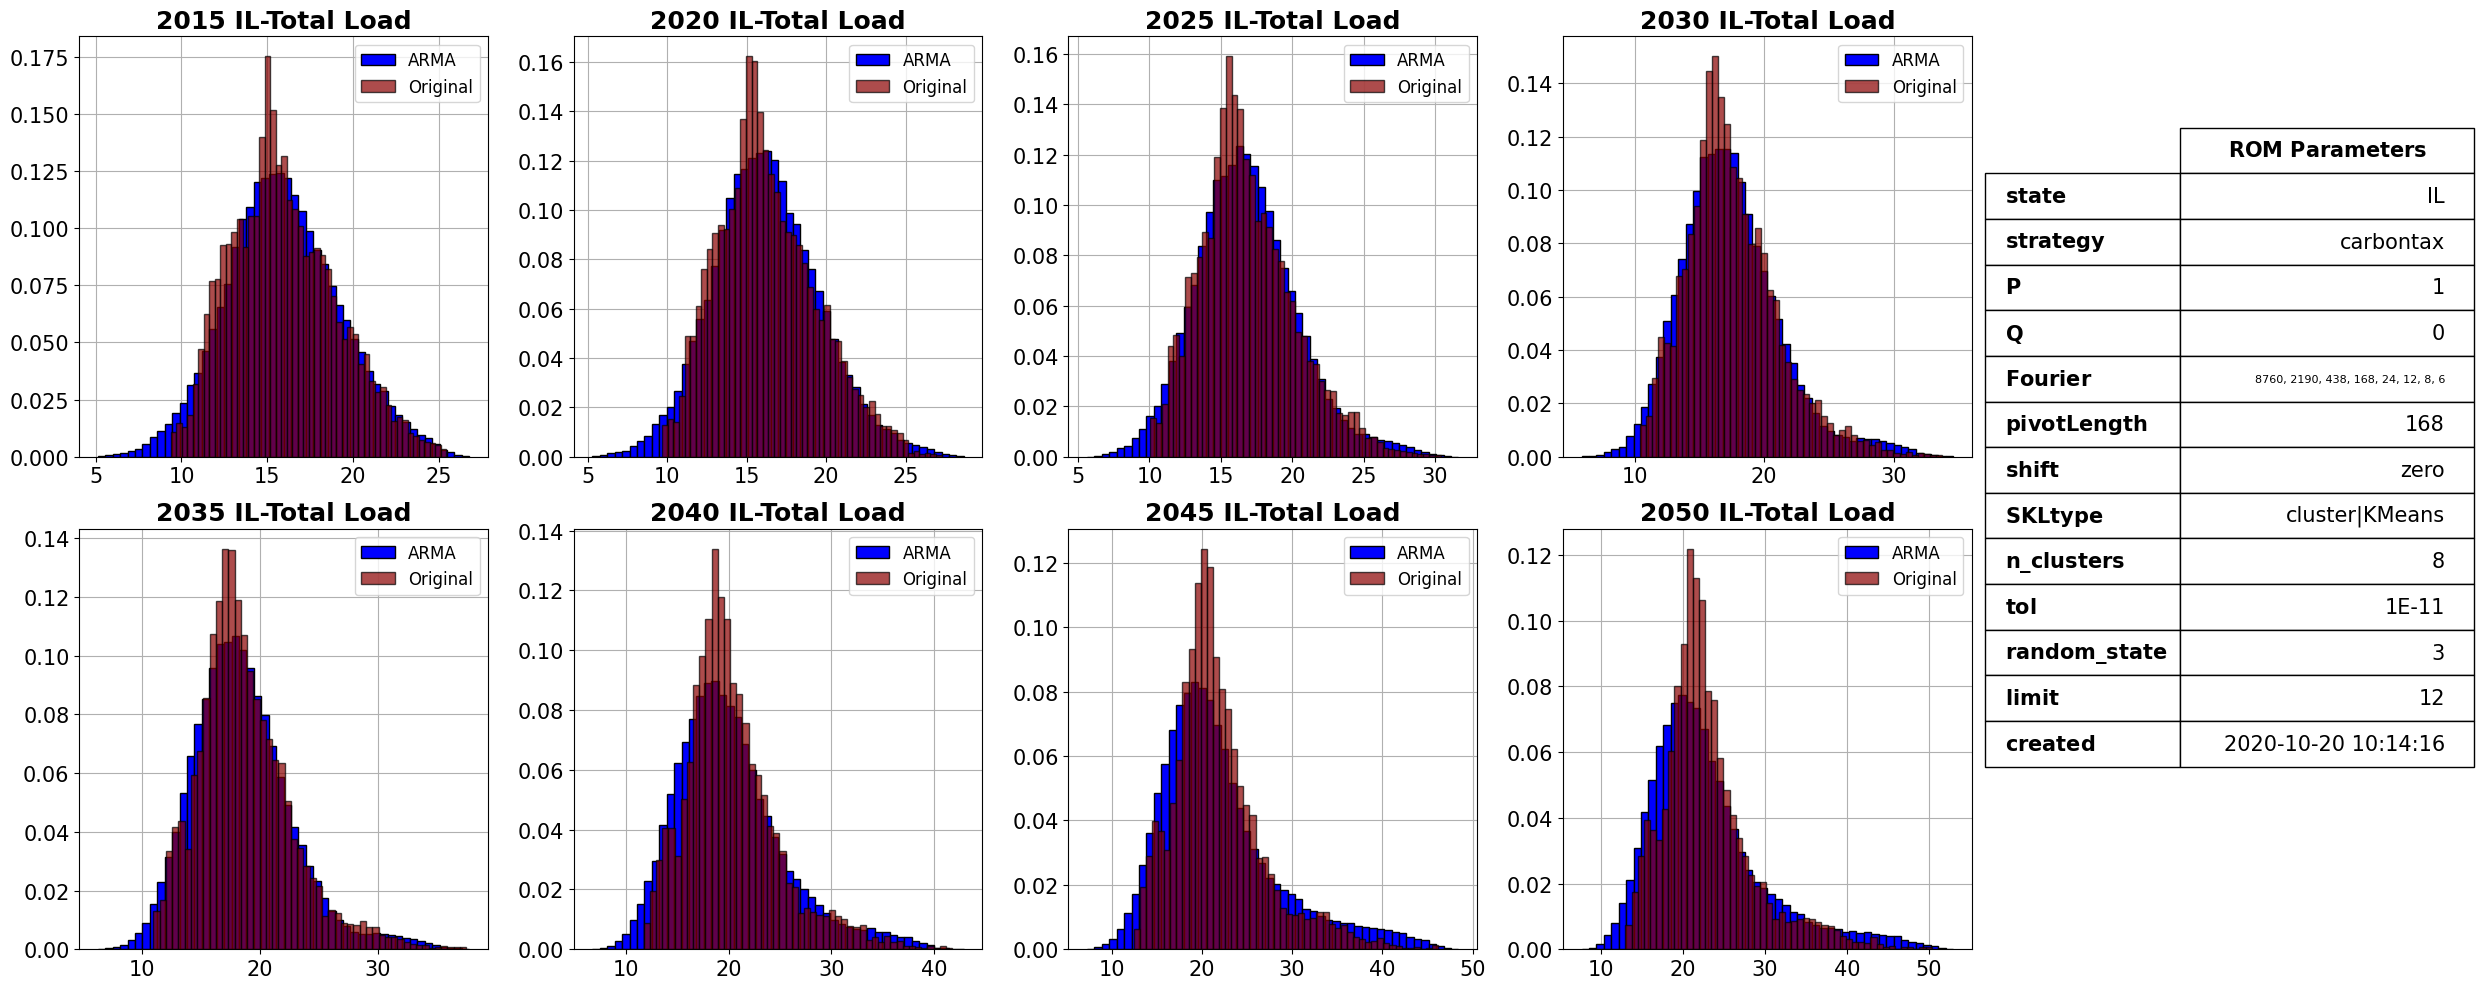 2015 IL-Total Load
0.175
0.150
0.125
0.100
0.075
0.050
0.025
0.000
5
10
15
20
25
ARMA
Original
2020 IL-Total Load
0.16
0.14
0.12
0.10
0.08
0.06
0.04
0.02
0.00
5
10
15
20
25
ARMA
Original
2025 IL-Total Load
0.16
0.14
0.12
0.10
0.08
0.06
0.04
0.02
0.00
5
10
15
20
25
30
ARMA
Original
2030 IL-Total Load
0.14
0.12
0.10
0.08
0.06
0.04
0.02
0.00
10
20
30
ARMA
Original
2035 IL-Total Load
0.14
0.12
0.10
0.08
0.06
0.04
0.02
0.00
10
20
30
ARMA
Original
2040 IL-Total Load
0.14
0.12
0.10
0.08
0.06
0.04
0.02
0.00
10
20
30
40
ARMA
Original
2045 IL-Total Load
0.12
0.10
0.08
0.06
0.04
0.02
0.00
10
20
30
40
50
ARMA
Original
2050 IL-Total Load
0.12
0.10
0.08
0.06
0.04
0.02
0.00
10
20
30
40
50
ARMA
Original
ROM Parameters
state IL
strategy carbontax
P 1
Q 0
Fourier 8760, 2190, 438, 168, 24, 12, 8, 6
pivotLength 168
shift zero
SKLtype cluster|KMeans
n_clusters 8
tol 1E-11
random_state 3
limit 12
created 2020-10-20 10:14:16